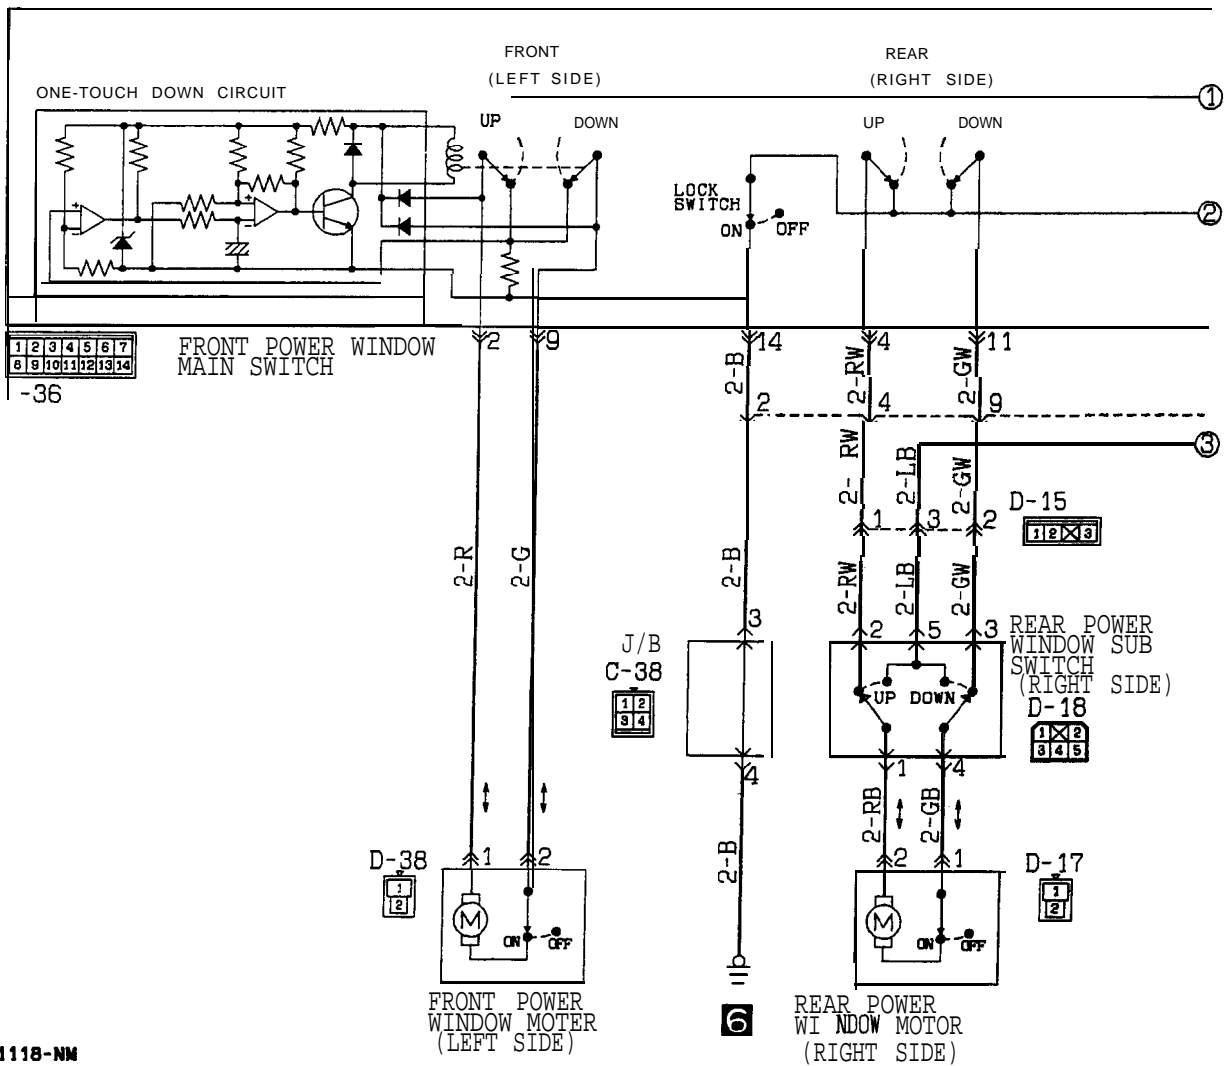 FRONT
(LEFT SIDE)
REAR
(RIGHT SIDE)
ONE-TOUCH DOWN CIRCUIT
1
UP
DOWN
UP
DOWN
LOCK
SWITCH
ON
OFF
2
+
-
+
-
1 2 3 4 5 6 7
8 9 10 11 12 13 14
-36
FRONT POWER WINDOW
MAIN SWITCH
2
9
14
4
11
2-B
2-RW
2-GW
2
4
9
3
2-RW
2-LB
2-GW
1
3
2
D-15
1 2 3
2-R
2-G
2-B
2-RW
2-LB
2-GW
3
2
5
3
REAR POWER
WINDOW SUB
SWITCH
(RIGHT SIDE)
J/B
C-38
1 2
3 4
UP
DOWN
D-18
1 2
3 4 5
4
1
4
2-B
2-RB
2-GB
D-38
1
2
1
2
2
1
D-17
1
2
M
ON
OFF
M
ON
OFF
FRONT POWER
WINDOW MOTER
(LEFT SIDE)
6
REAR POWER
WINDOW MOTOR
(RIGHT SIDE)
1118-NM